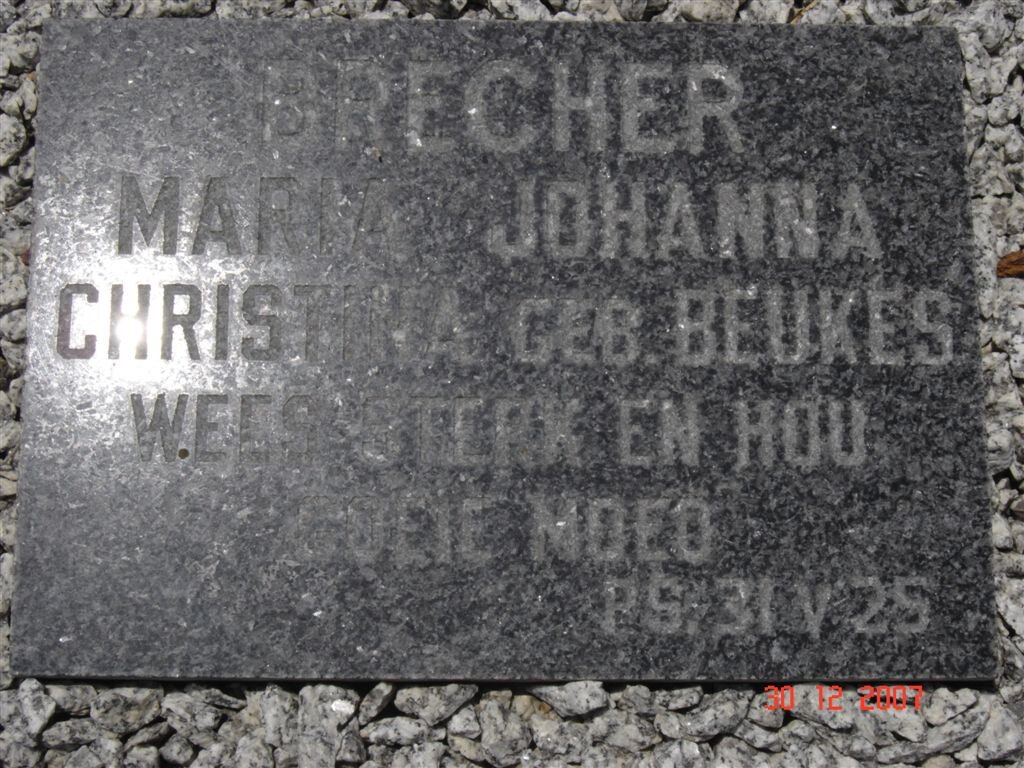 BRECHER
MARIA JOHANNA
CHRISTINA GEB. BEUKES
WEES STERK EN HOU
GOEIE MOED
PS. 31 V 25
30 12 2007